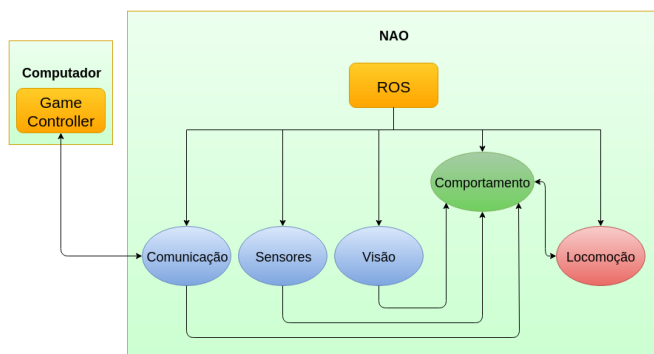 NAO
Computador
ROS
Game
Controller
Comportamento
Comunicação
Sensores
Visão
Locomoção